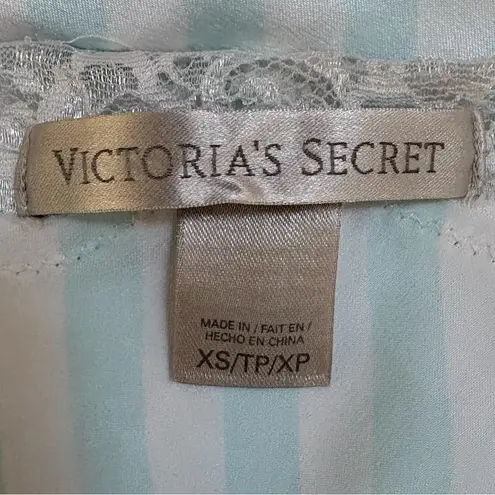 VICTORIA'S SECRET
MADE IN / FAIT EN /
HECHO EN CHINA
XS/TP/XP